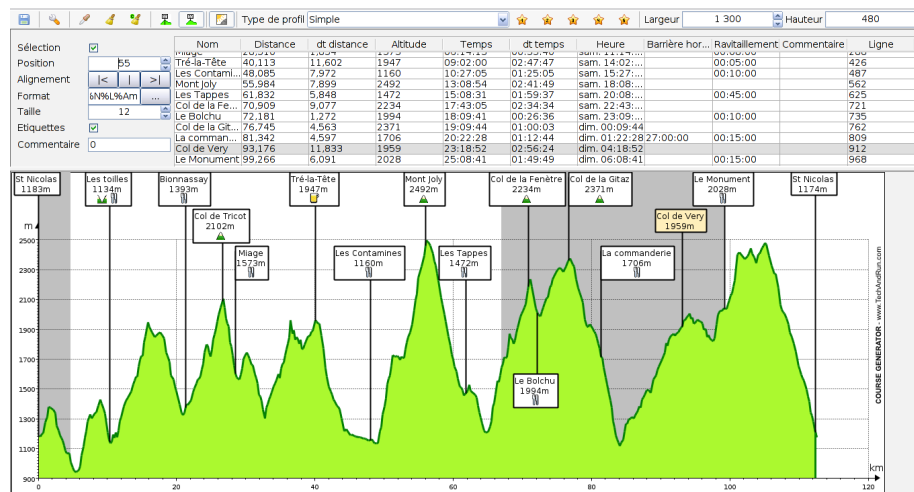 Type de profil Simple Largeur 1 300 Hauteur 480
Sélection
Position 55
Alignement |< | >|
Format %N%L%Am ...
Taille 12
Etiquettes
Commentaire 0
Nom Distance dt distance Altitude Temps dt temps Heure Barrière hor... Ravitaillement Commentaire Ligne
Tré-la-Tête 40,113 11,602 1947 09:02:00 02:47:47 sam. 14:02:... 00:05:00 426
Les Contami... 48,085 7,972 1160 10:27:05 01:25:05 sam. 15:27:... 00:10:00 487
Mont Joly 55,984 7,899 2492 13:08:54 02:41:49 sam. 18:08:... 562
Les Tappes 61,832 5,848 1472 15:08:31 01:59:37 sam. 20:08:... 00:45:00 625
Col de la Fe... 70,909 9,077 2234 17:43:05 02:34:34 sam. 22:43:... 721
Le Bolchu 72,181 1,272 1994 18:09:41 00:26:36 sam. 23:09:... 00:10:00 735
Col de la Git... 76,745 4,563 2371 19:09:44 01:00:03 dim. 00:09:44 762
La comman... 81,342 4,597 1706 20:22:28 01:12:44 dim. 01:22:28 27:00:00 00:15:00 809
Col de Very 93,176 11,833 1959 23:18:52 02:56:24 dim. 04:18:52 912
Le Monument 99,266 6,091 2028 25:08:41 01:49:49 dim. 06:08:41 00:15:00 968
St Nicolas
1183m
Les toilles
1134m
Bionnassay
1393m
Tré-la-Tête
1947m
Mont Joly
2492m
Col de la Fenêtre
2234m
Col de la Gitaz
2371m
Le Monument
2028m
St Nicolas
1174m
Col de Tricot
2102m
Col de Very
1959m
Miage
1573m
Les Contamines
1160m
Les Tappes
1472m
La commanderie
1706m
Le Bolchu
1994m
m
2500
2300
2100
1900
1700
1500
1300
1100
900
0 20 40 60 80 100 120
km
COURSE GENERATOR - www.TechAndRun.com